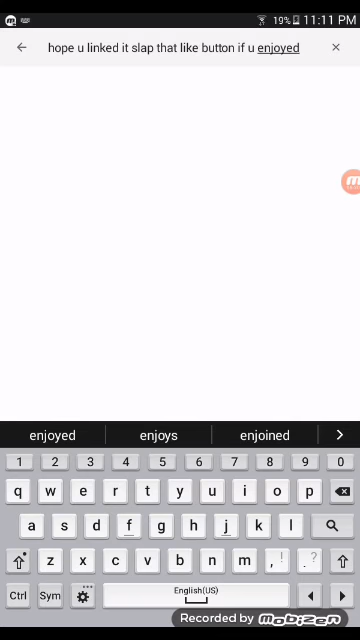 19% 11:11 PM
hope u linked it slap that like button if u enjoyed
enjoyed enjoys enjoined
1 2 3 4 5 6 7 8 9 0
q w e r t y u i o p
a s d f g h j k l
z x c v b n m , ! . ?
Ctrl Sym English(US)
Recorded by MOBIZEN